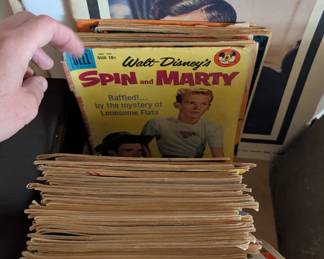 DELL
Walt Disney's
SPIN and MARTY
Baffled!...
by the mystery of
Lonesome Flats